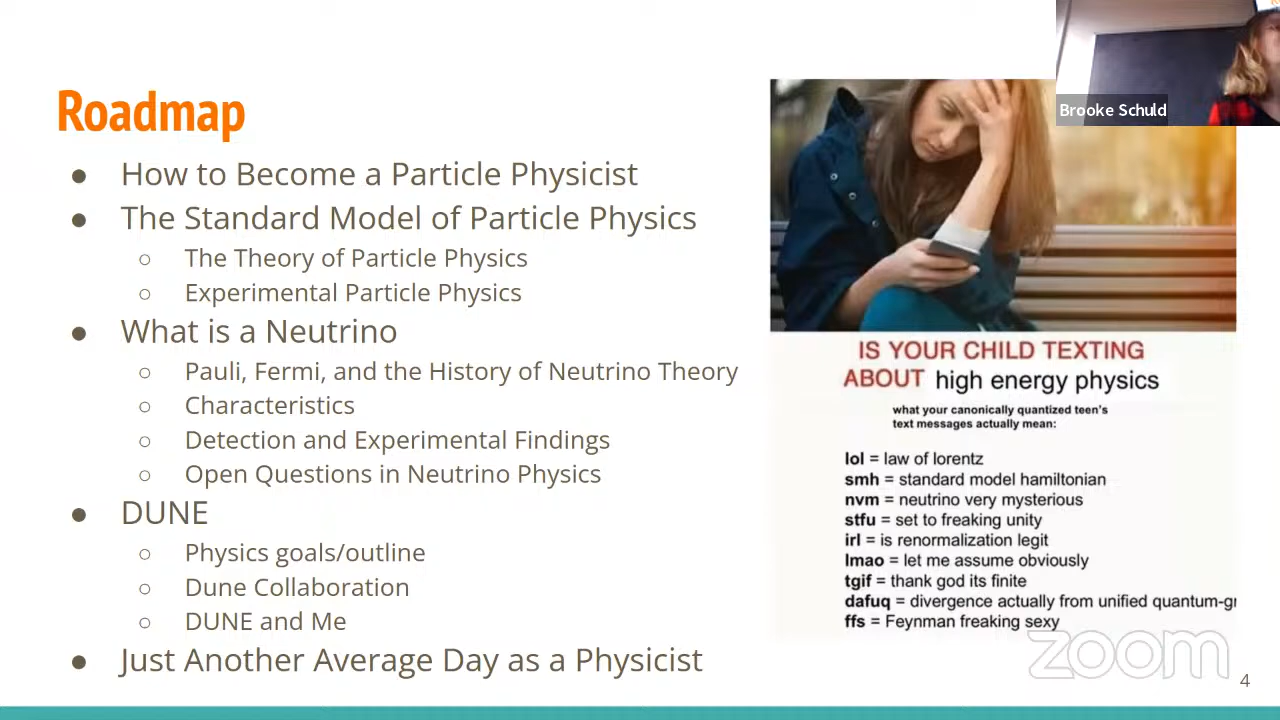 Roadmap
● How to Become a Particle Physicist
● The Standard Model of Particle Physics
○ The Theory of Particle Physics
○ Experimental Particle Physics
● What is a Neutrino
○ Pauli, Fermi, and the History of Neutrino Theory
○ Characteristics
○ Detection and Experimental Findings
○ Open Questions in Neutrino Physics
● DUNE
○ Physics goals/outline
○ Dune Collaboration
○ DUNE and Me
● Just Another Average Day as a Physicist
Brooke Schuld
IS YOUR CHILD TEXTING
ABOUT high energy physics
what your canonically quantized teen's
text messages actually mean:
lol = law of lorentz
smh = standard model hamiltonian
nvm = neutrino very mysterious
stfu = set to freaking unity
irl = is renormalization legit
lmao = let me assume obviously
tgif = thank god its finite
dafuq = divergence actually from unified quantum-gr
ffs = Feynman freaking sexy
zoom
4